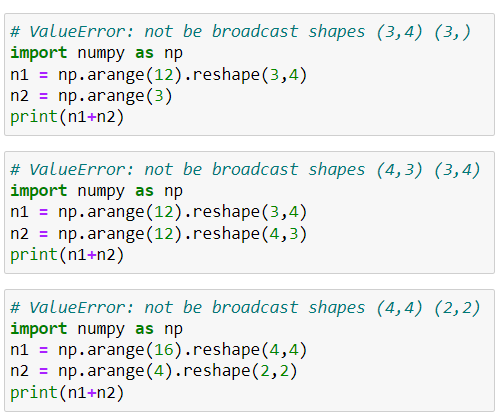 # ValueError: not be broadcast shapes (3,4) (3,)
import numpy as np
n1 = np.arange(12).reshape(3,4)
n2 = np.arange(3)
print(n1+n2)
# ValueError: not be broadcast shapes (4,3) (3,4)
import numpy as np
n1 = np.arange(12).reshape(3,4)
n2 = np.arange(12).reshape(4,3)
print(n1+n2)
# ValueError: not be broadcast shapes (4,4) (2,2)
import numpy as np
n1 = np.arange(16).reshape(4,4)
n2 = np.arange(4).reshape(2,2)
print(n1+n2)